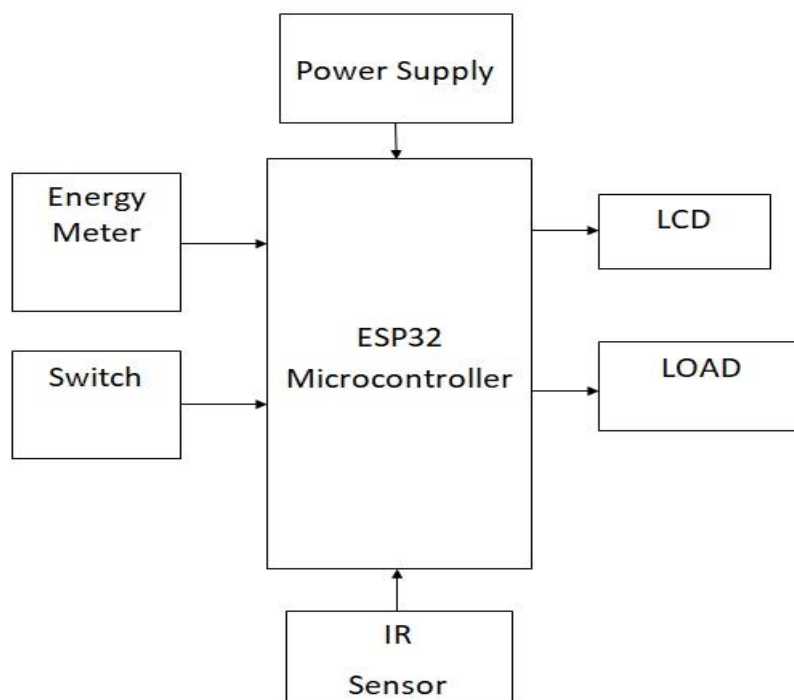 Power Supply
Energy
Meter
LCD
ESP32
Microcontroller
Switch
LOAD
IR
Sensor